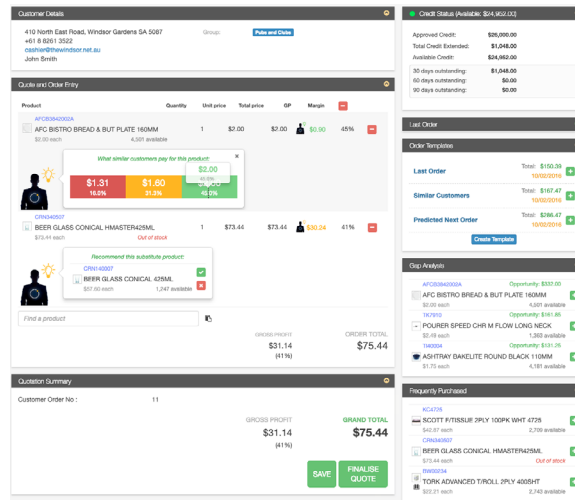 Customer Details
410 North East Road, Windsor Gardens SA 5087
+61 8 8261 3522
cashier@thewindsor.net.au
John Smith
Group:
Pubs and Clubs
Quote and Order Entry
Product Quantity Unit price Total price GP Margin
AFCB3842002A
AFC BISTRO BREAD & BUT PLATE 160MM 1 $2.00 $2.00 $0.90 45%
$2.00 each 4,501 available
What similar customers pay for this product:
$2.00
45.0%
$1.31 $1.60
16.0% 31.3%
CRN340507
BEER GLASS CONICAL HMASTER425ML 1 $73.44 $73.44 $30.24 41%
$73.44 each Out of stock
Recommend this substitute product:
CRN140007
BEER GLASS CONICAL 425ML
$57.60 each 1,247 available
Find a product
GROSS PROFIT ORDER TOTAL
$31.14 $75.44
(41%)
Quotation Summary
Customer Order No : 11
GROSS PROFIT GRAND TOTAL
$31.14 $75.44
(41%)
SAVE
FINALISE QUOTE
Credit Status (Available: $24,952.00)
Approved Credit: $26,000.00
Total Credit Extended: $1,048.00
Available Credit: $24,952.00
30 days outstanding: $1,048.00
60 days outstanding: $0.00
90 days outstanding: $0.00
Last Order
Order Templates
Last Order Total: $150.39
10/02/2016
Similar Customers Total: $167.47
10/02/2016
Predicted Next Order Total: $286.47
10/02/2016
Create Template
Gap Analysis
AFCB3842002A Opportunity: $532.00
AFC BISTRO BREAD & BUT PLATE 160MM
$2.00 each 4,501 available
TK7910 Opportunity: $161.85
POURER SPEED CHR M FLOW LONG NECK
$2.49 each 1,363 available
TI40004 Opportunity: $131.25
ASHTRAY BAKELITE ROUND BLACK 110MM
$1.75 each 4,181 available
Frequently Purchased
KC4725
SCOTT F/TISSUE 2PLY 100PK WHT 4725
$42.87 each 2,709 available
CRN340507
BEER GLASS CONICAL HMASTER425ML
$73.44 each Out of stock
TORK ADVANCED T/ROLL 2PLY 400SHT
$22.21 each 2,743 available